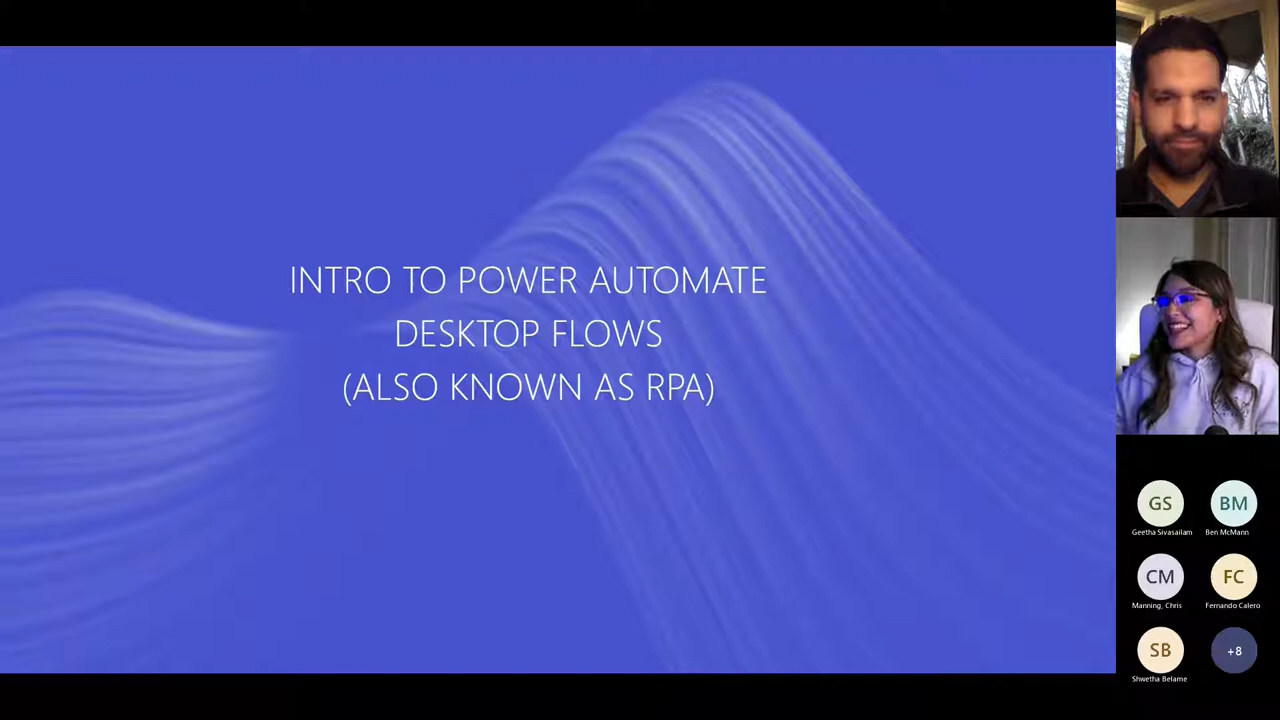 INTRO TO POWER AUTOMATE
DESKTOP FLOWS
(ALSO KNOWN AS RPA)
GS
BM
Geetha Sivasailam
Ben McMann
CM
FC
Manning, Chris
Fernando Calero
SB
+8
Shwetha Belame